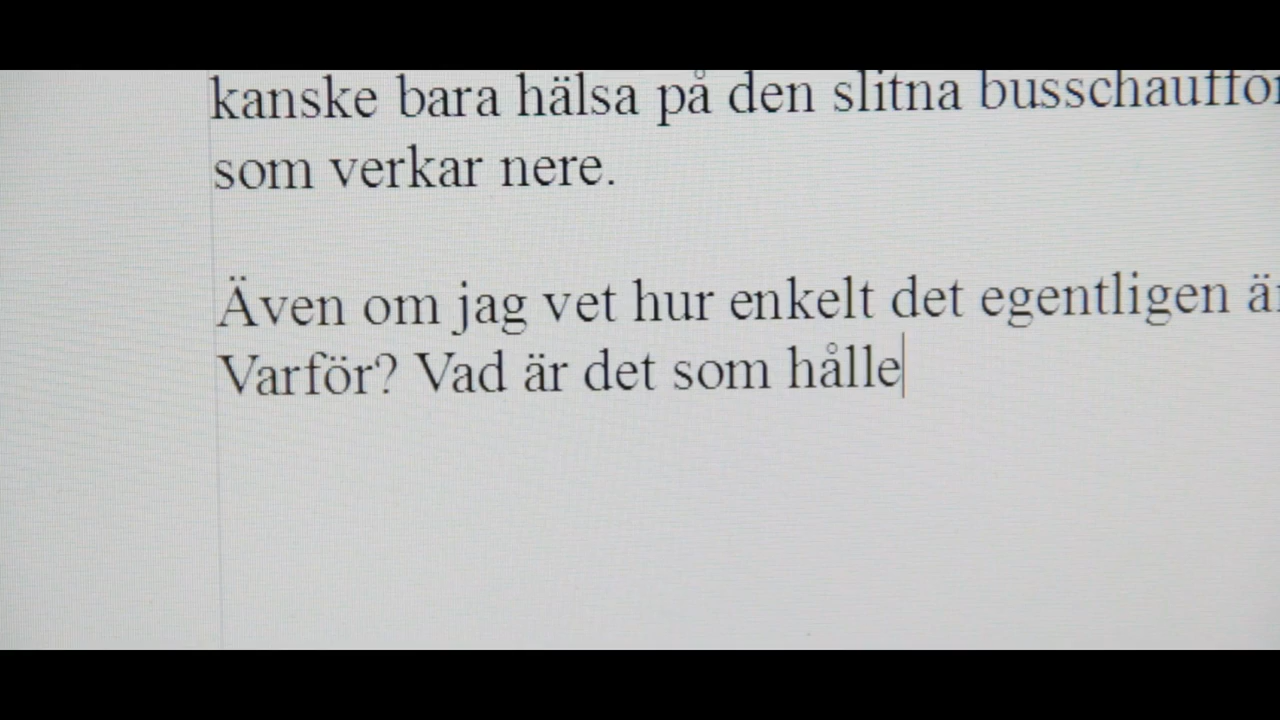 kanske bara hälsa på den slitna
som verkar nere.
Även om jag vet hur enkelt det egentligen
Varför? Vad är det som hålle